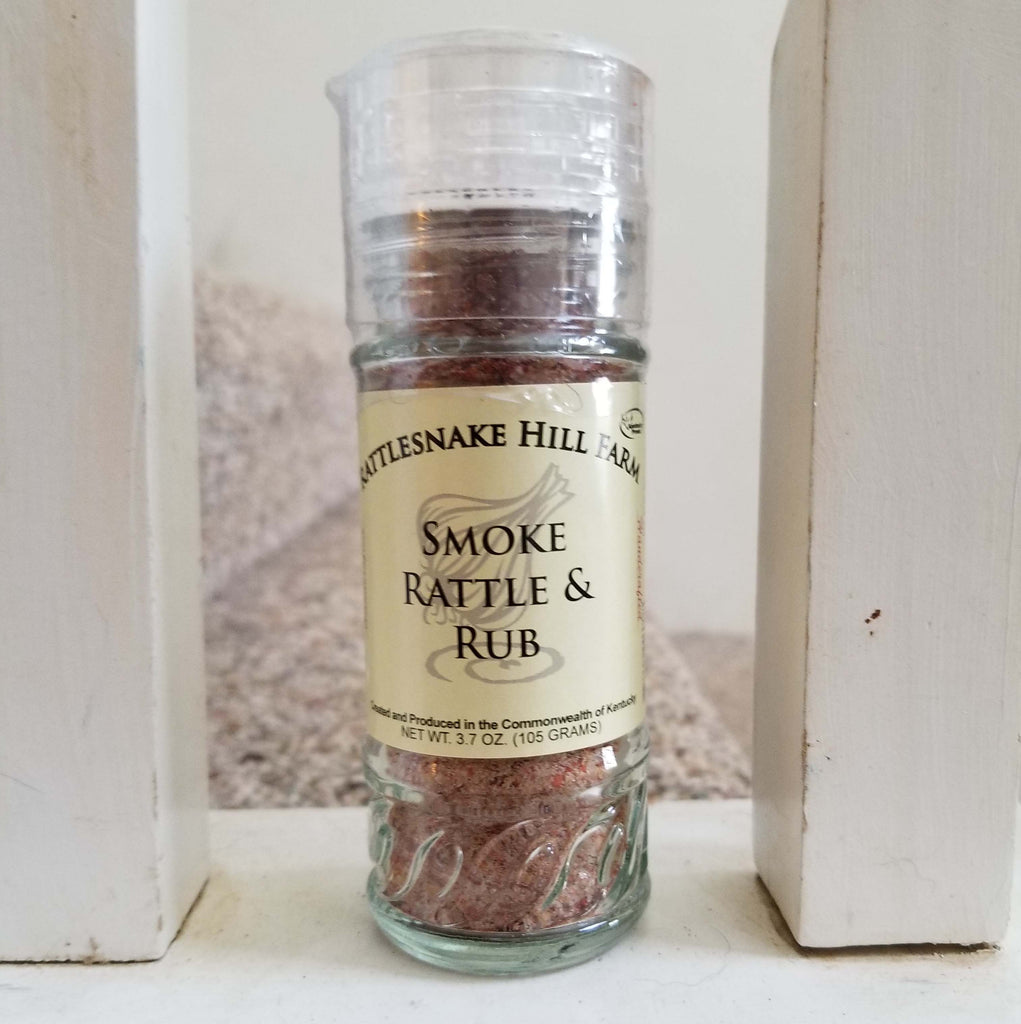 RATTLESNAKE HILL FARM
SMOKE
RATTLE &
RUB
Created and Produced in the Commonwealth of Kentucky
NET WT. 3.7 OZ. (105 GRAMS)